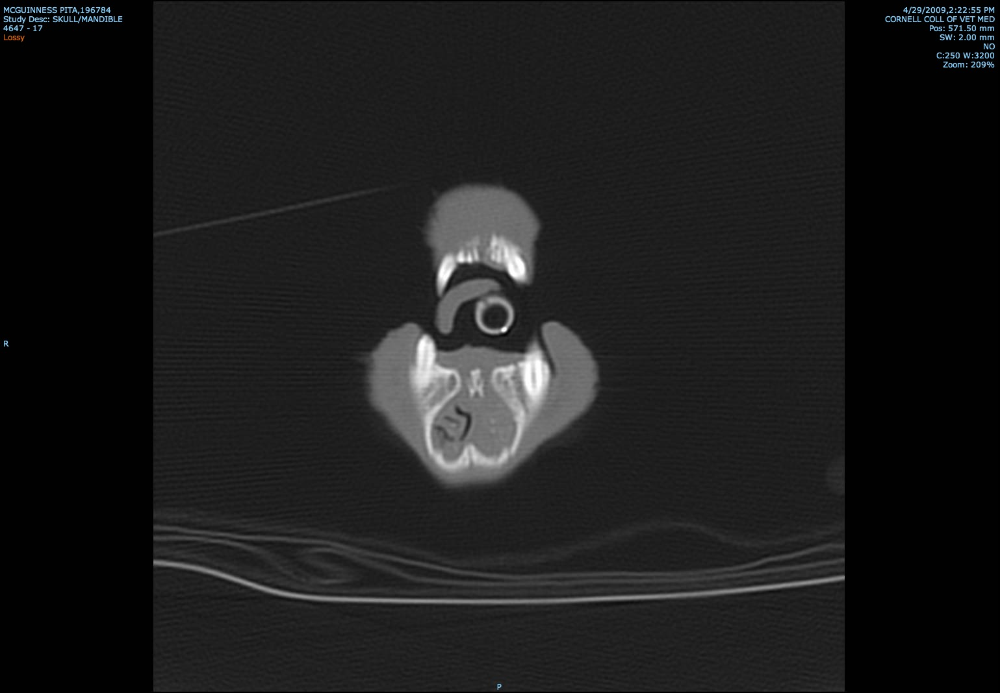 MCGUINNESS PITA,196784
Study Desc: SKULL/MANDIBLE
4647 - 17
Lossy
4/29/2009,2:22:55 PM
CORNELL COLL OF VET MED
Pos: 571.50 mm
SW: 2.00 mm
NO
C:250 W:3200
Zoom: 209%
R
P